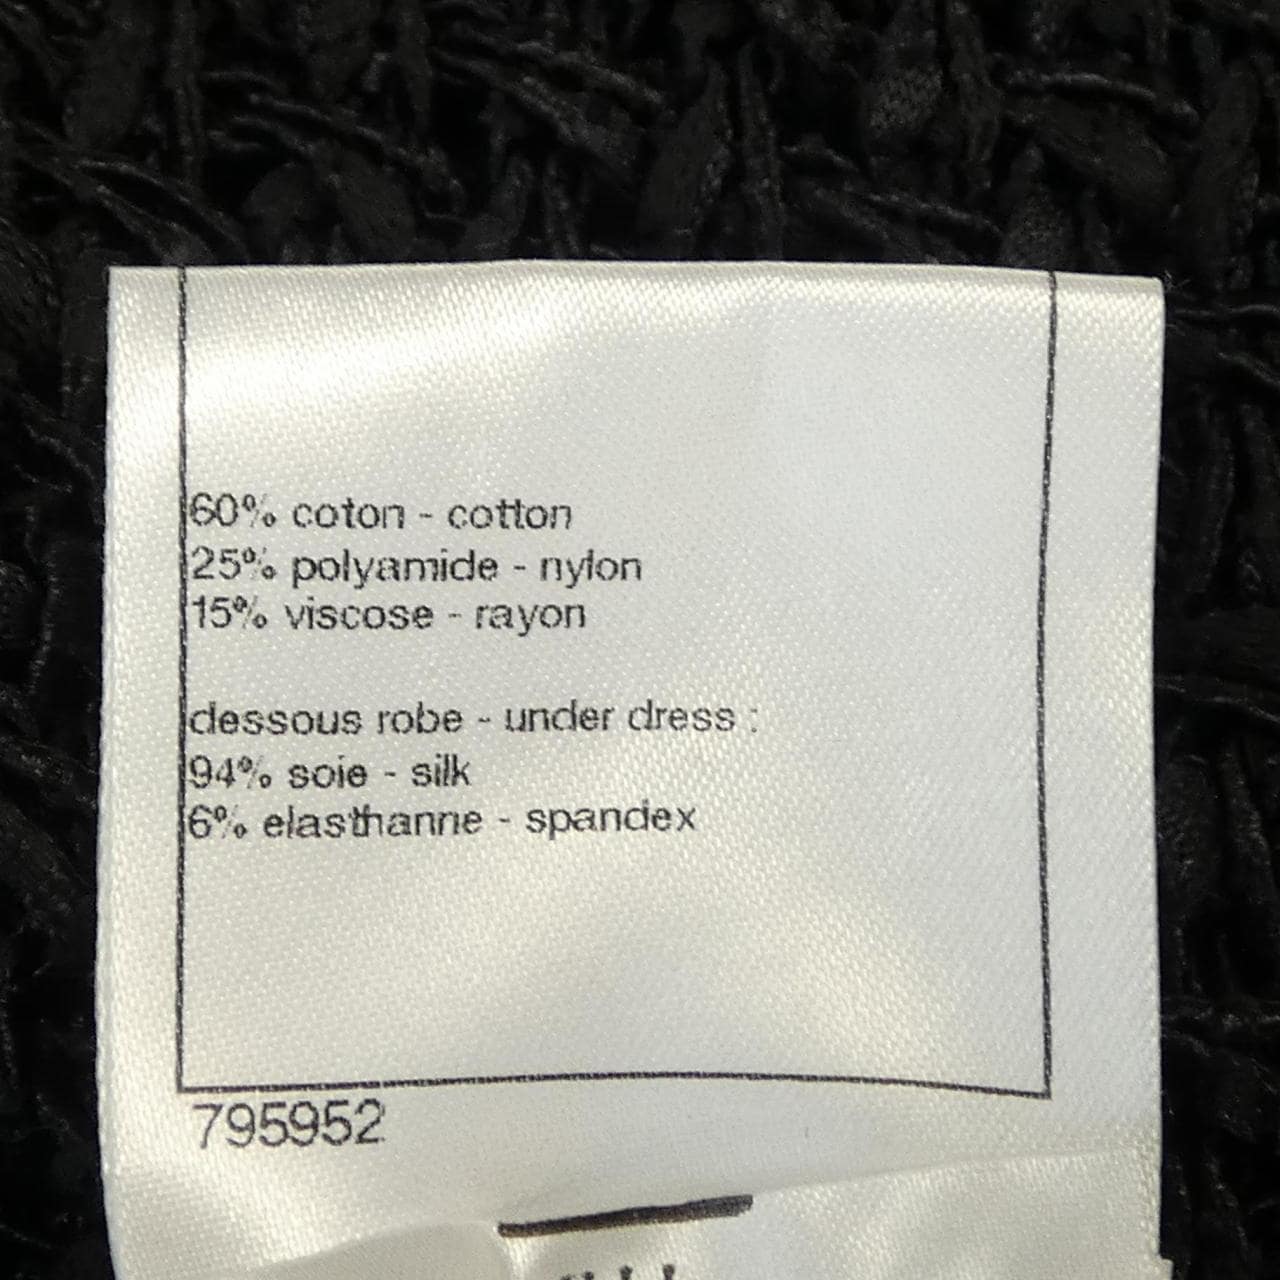 60% coton - cotton
25% polyamide - nylon
15% viscose - rayon
dessous robe - under dress :
94% soie - silk
6% elasthanne - spandex
795952